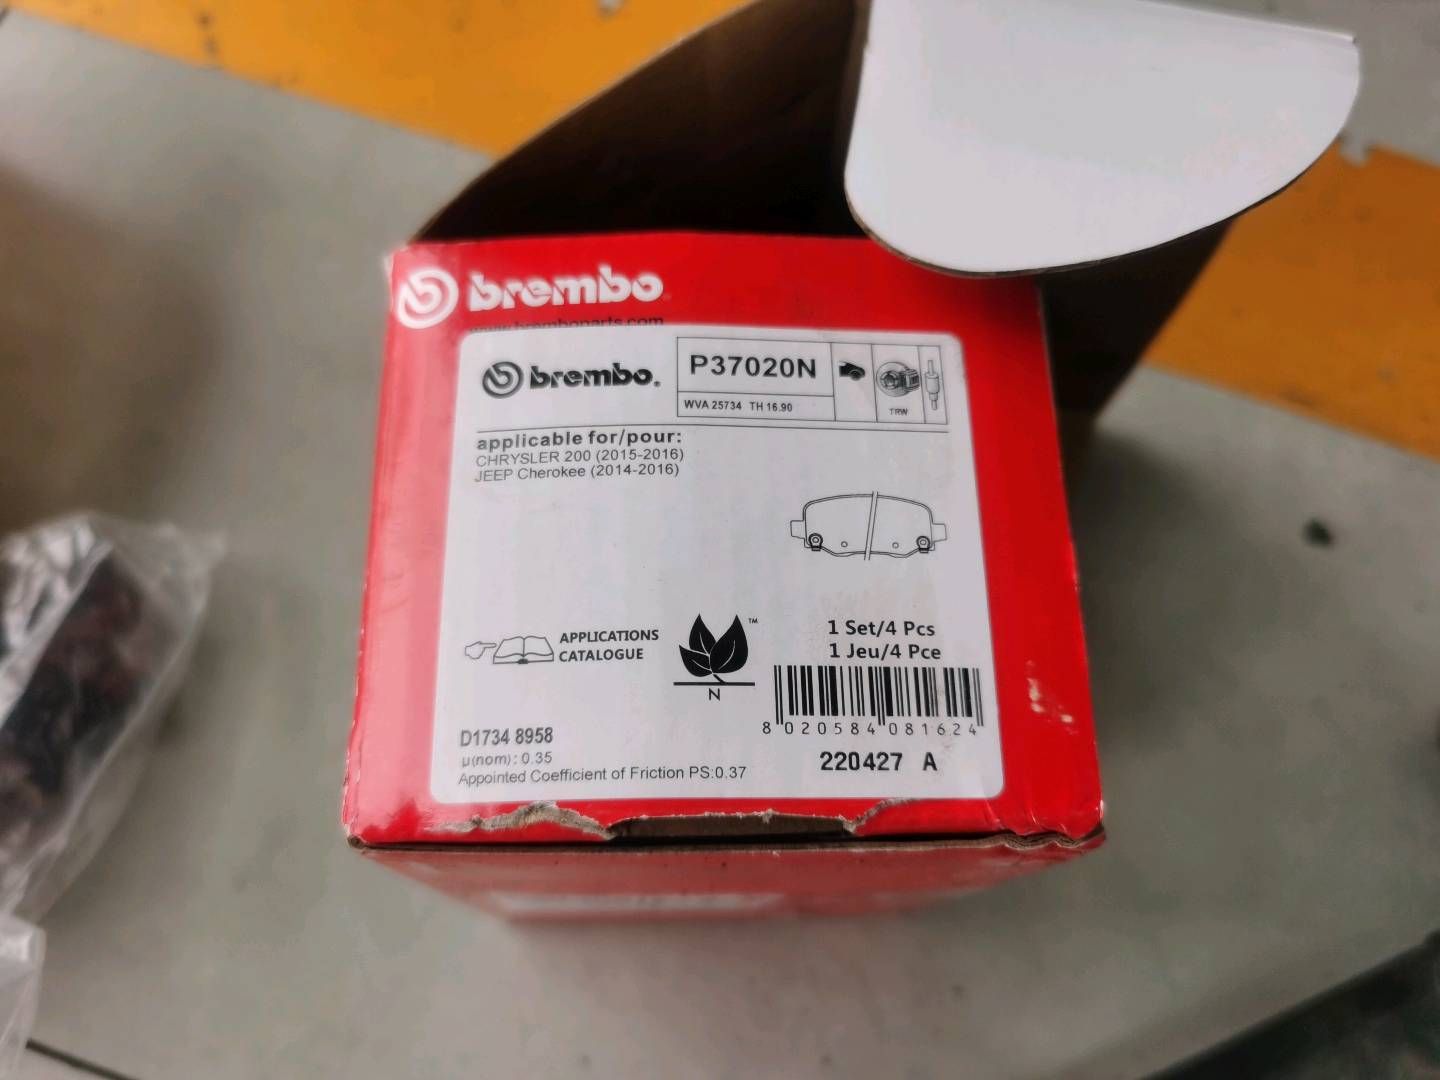 brembo
www.bremboparts.com
brembo.
P37020N
WVA 25734 TH 16.90
TRW
applicable for/pour:
CHRYSLER 200 (2015-2016)
JEEP Cherokee (2014-2016)
APPLICATIONS
CATALOGUE
TM
N
1 Set/4 Pcs
1 Jeu/4 Pce
8 020584 081624
220427 A
D1734 8958
µ(nom): 0.35
Appointed Coefficient of Friction PS:0.37